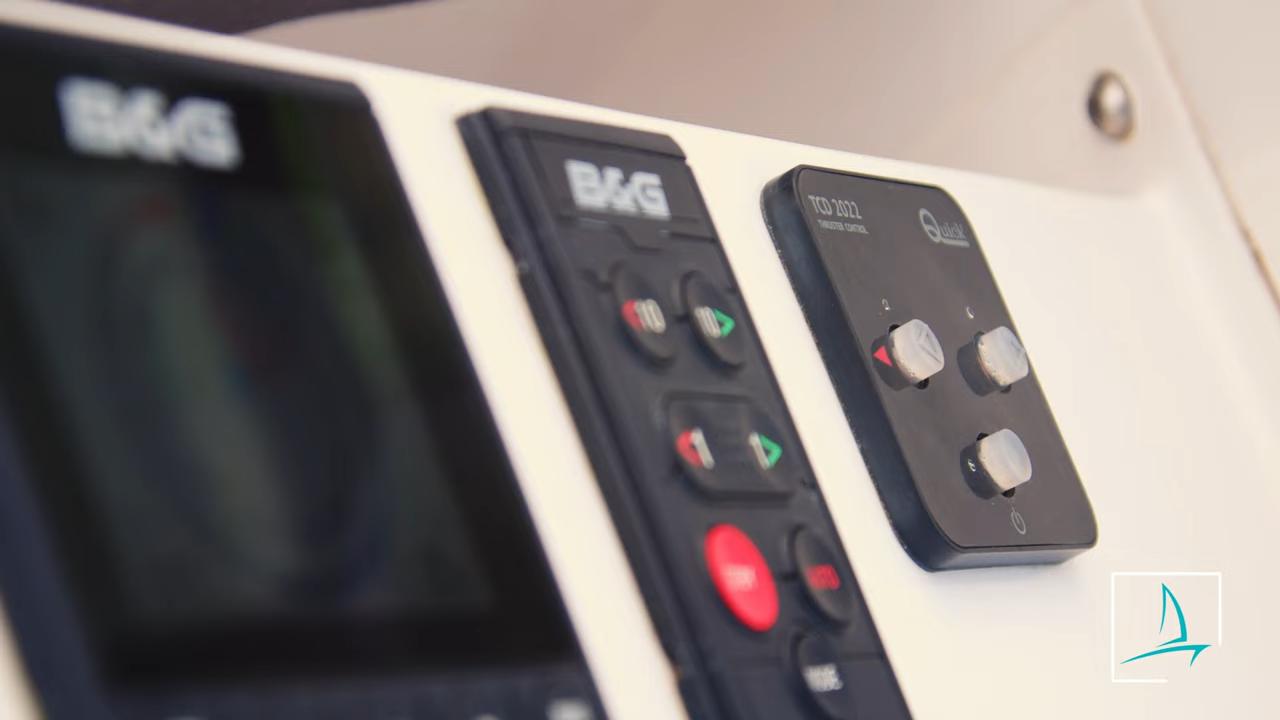 B&G
B&G
10 10
1 1
STBY AUTO
MODE
TCD 2022
THRUSTER CONTROL
Quick